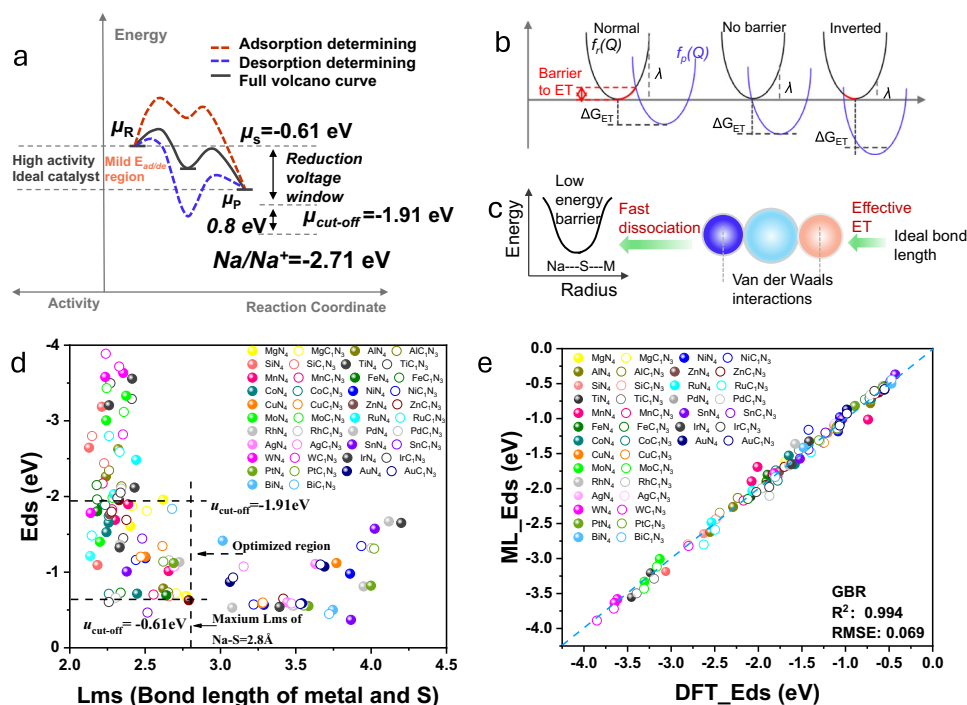 a
Energy
Adsorption determining
Desorption determining
Full volcano curve
μR
μs=-0.61 eV
High activity
Ideal catalyst
Mild Ead/de
region
Reduction
voltage
window
μP
0.8 eV
μcut-off=-1.91 eV
Na/Na+=-2.71 eV
Activity
Reaction Coordinate
b
Normal
No barrier
Inverted
fr(Q)
fp(Q)
Barrier
to ET
λ
λ
λ
ΔGET
ΔGET
ΔGET
c
Energy
Low
energy
barrier
Na---S---M
Radius
Fast
dissociation
Effective
ET
Ideal bond
length
Van der Waals
interactions
d
Eds (eV)
-4
-3
-2
-1
0
MgN4 MgC1N3 AlN4 AlC1N3
SiN4 SiC1N3 TiN4 TiC1N3
MnN4 MnC1N3 FeN4 FeC1N3
CoN4 CoC1N3 NiN4 NiC1N3
CuN4 CuC1N3 ZnN4 ZnC1N3
MoN4 MoC1N3 RuN4 RuC1N3
RhN4 RhC1N3 PdN4 PdC1N3
AgN4 AgC1N3 SnN4 SnC1N3
WN4 WC1N3 IrN4 IrC1N3
PtN4 PtC1N3 AuN4 AuC1N3
BiN4 BiC1N3
ucut-off=-1.91eV
Optimized region
ucut-off= -0.61eV
Maxium Lms of
Na-S=2.8Å
2.0 2.5 3.0 3.5 4.0 4.5
Lms (Bond length of metal and S)
e
ML_Eds (eV)
0.0
-0.5
-1.0
-1.5
-2.0
-2.5
-3.0
-3.5
-4.0
MgN4 MgC1N3 NiN4 NiC1N3
AlN4 AlC1N3 ZnN4 ZnC1N3
SiN4 SiC1N3 RuN4 RuC1N3
TiN4 TiC1N3 PdN4 PdC1N3
MnN4 MnC1N3 SnN4 SnC1N3
FeN4 FeC1N3 IrN4 IrC1N3
CoN4 CoC1N3 AuN4 AuC1N3
CuN4 CuC1N3
MoN4 MoC1N3
RhN4 RhC1N3
AgN4 AgC1N3
WN4 WC1N3
PtN4 PtC1N3
BiN4 BiC1N3
GBR
R2: 0.994
RMSE: 0.069
-4.0 -3.5 -3.0 -2.5 -2.0 -1.5 -1.0 -0.5 0.0
DFT_Eds (eV)